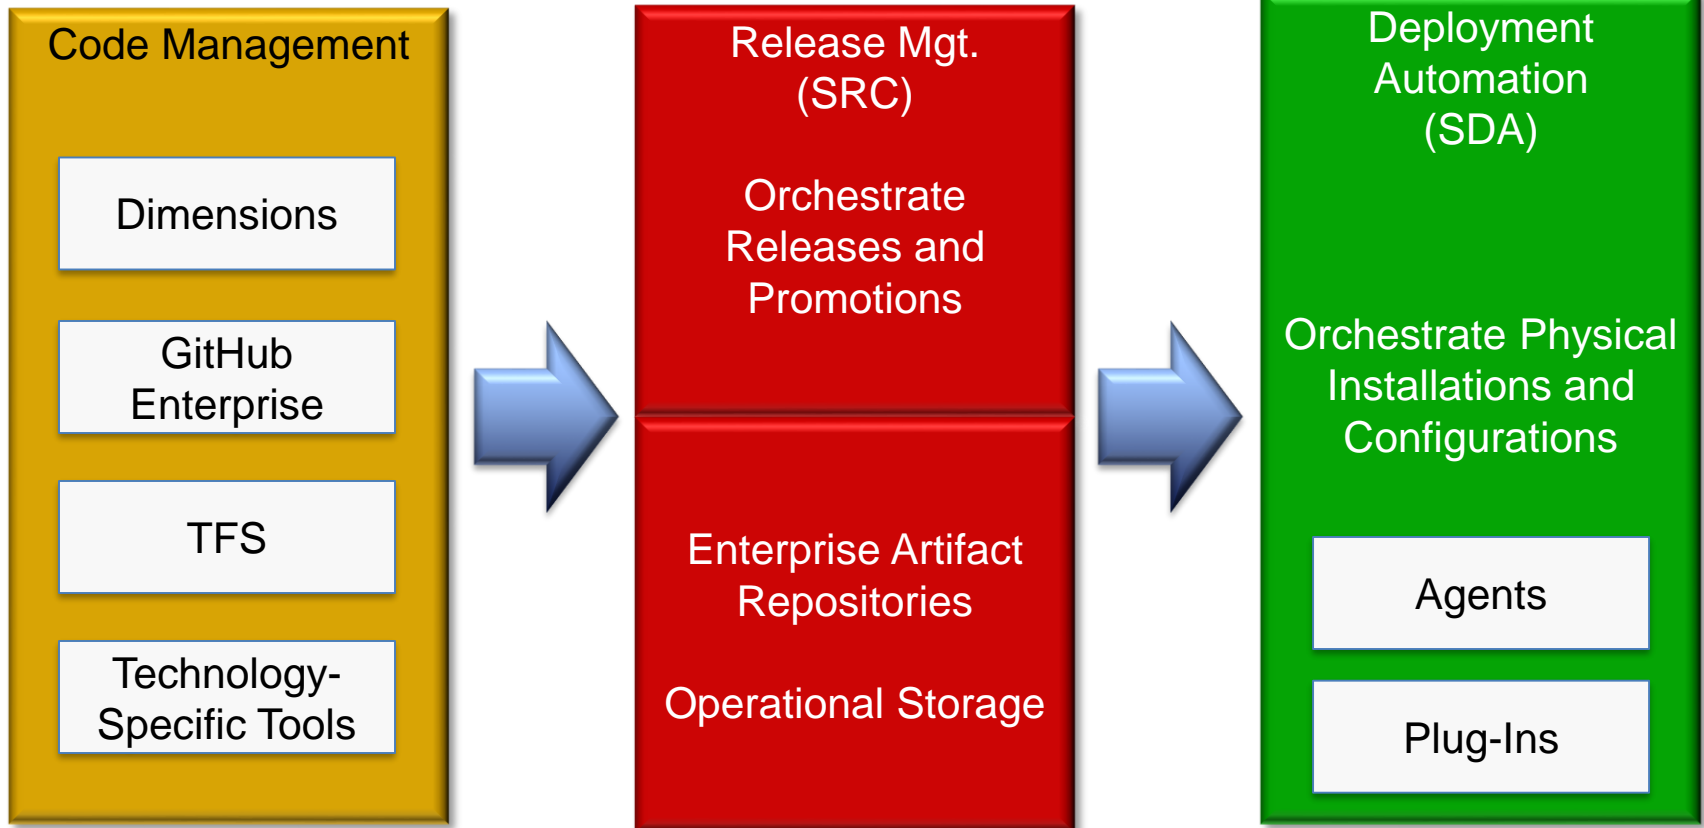 Code Management
Dimensions
GitHub
Enterprise
TFS
Technology-
Specific Tools
Release Mgt.
(SRC)
Orchestrate
Releases and
Promotions
Enterprise Artifact
Repositories
Operational Storage
Deployment
Automation
(SDA)
Orchestrate Physical
Installations and
Configurations
Agents
Plug-Ins